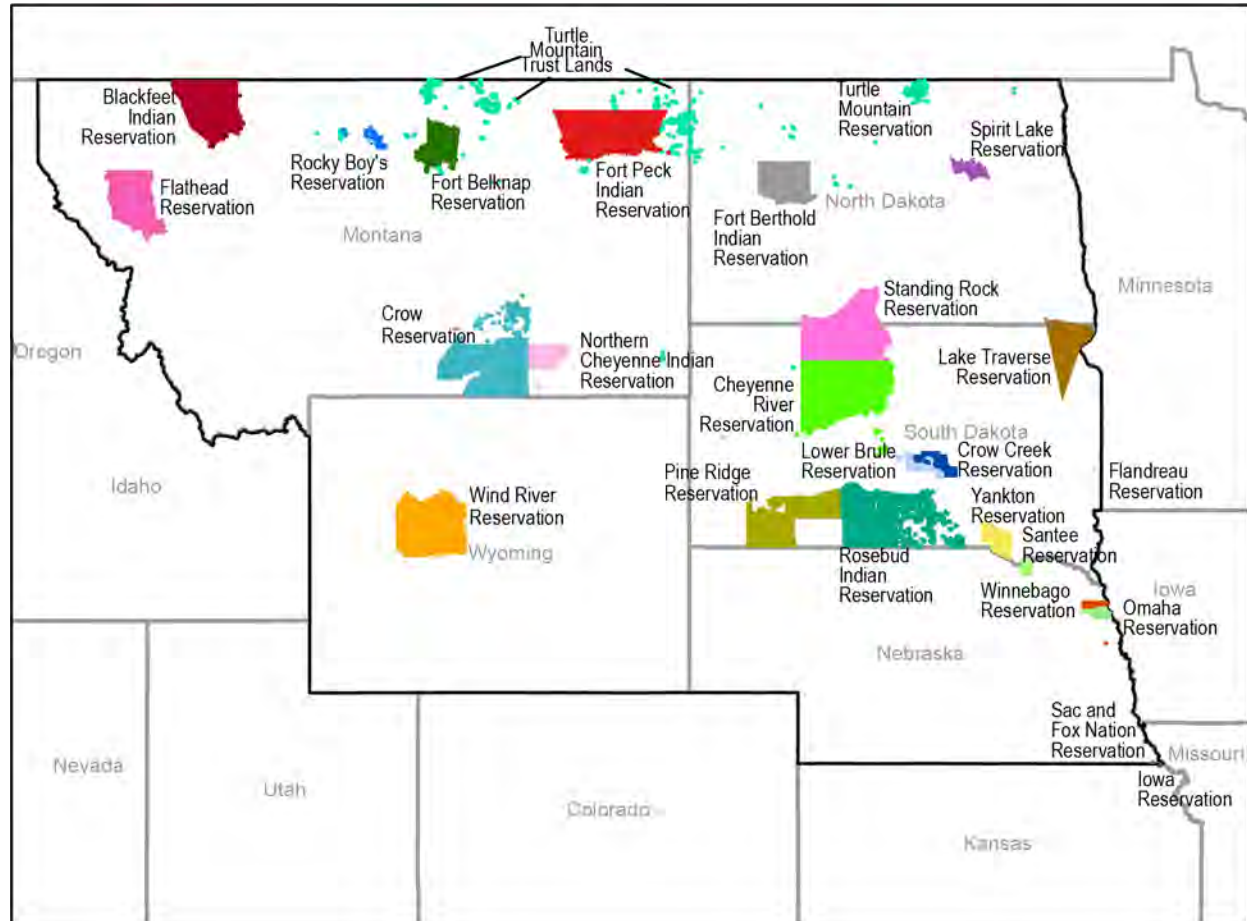 Turtle
Mountain
Trust Lands
Blackfeet
Indian
Reservation
Rocky Boy's
Reservation
Fort Belknap
Reservation
Fort Peck
Indian
Reservation
Turtle
Mountain
Reservation
Spirit Lake
Reservation
Flathead
Reservation
Montana
Fort Berthold
Indian
Reservation
North Dakota
Minnesota
Standing Rock
Reservation
Crow
Reservation
Northern
Cheyenne Indian
Reservation
Oregon
Lake Traverse
Reservation
Cheyenne
River
Reservation
South Dakota
Lower Brule
Reservation
Crow Creek
Reservation
Idaho
Pine Ridge
Reservation
Flandreau
Reservation
Wind River
Reservation
Wyoming
Yankton
Reservation
Santee
Reservation
Rosebud
Indian
Reservation
Winnebago
Reservation
Iowa
Omaha
Reservation
Nebraska
Sac and
Fox Nation
Reservation
Missouri
Iowa
Reservation
Nevada
Utah
Colorado
Kansas